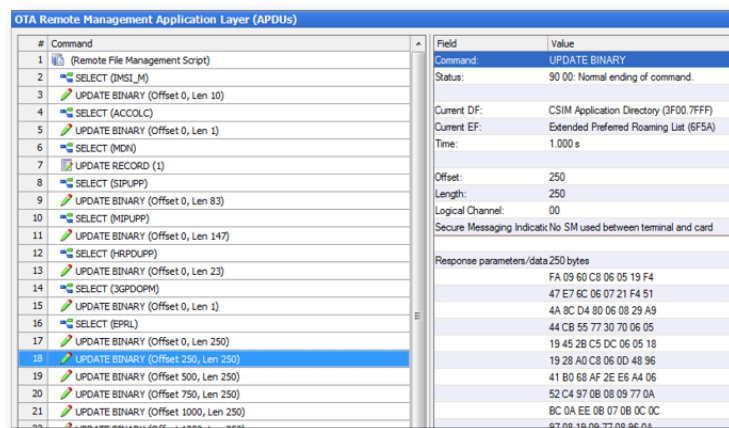 OTA Remote Management Application Layer (APDUs)
# Command
1 (Remote File Management Script)
2 SELECT (IMSI_M)
3 UPDATE BINARY (Offset 0, Len 10)
4 SELECT (ACCOLC)
5 UPDATE BINARY (Offset 0, Len 1)
6 SELECT (MDN)
7 UPDATE RECORD (1)
8 SELECT (SIPUPP)
9 UPDATE BINARY (Offset 0, Len 83)
10 SELECT (MIPUPP)
11 UPDATE BINARY (Offset 0, Len 147)
12 SELECT (HRPDUPP)
13 UPDATE BINARY (Offset 0, Len 23)
14 SELECT (3GPDOPM)
15 UPDATE BINARY (Offset 0, Len 1)
16 SELECT (EPRL)
17 UPDATE BINARY (Offset 0, Len 250)
18 UPDATE BINARY (Offset 250, Len 250)
19 UPDATE BINARY (Offset 500, Len 250)
20 UPDATE BINARY (Offset 750, Len 250)
21 UPDATE BINARY (Offset 1000, Len 250)
Field Value
Command: UPDATE BINARY
Status: 90 00: Normal ending of command.
Current DF: CSIM Application Directory (3F00.7FFF)
Current EF: Extended Preferred Roaming List (6F5A)
Time: 1.000 s
Offset: 250
Length: 250
Logical Channel: 00
Secure Messaging Indicatic No SM used between terminal and card
Response parameters/data 250 bytes
FA 09 60 C8 06 05 19 F4
47 E7 6C 06 07 21 F4 51
4A 8C D4 80 06 08 29 A9
44 CB 55 77 30 70 06 05
19 45 2B C5 DC 06 05 18
19 28 A0 C8 06 0D 48 96
41 B0 68 AF 2E E6 A4 06
52 C4 97 0B 08 09 77 0A
BC 0A EE 0B 07 0B 0C 0C
97 08 19 09 77 08 96 0A